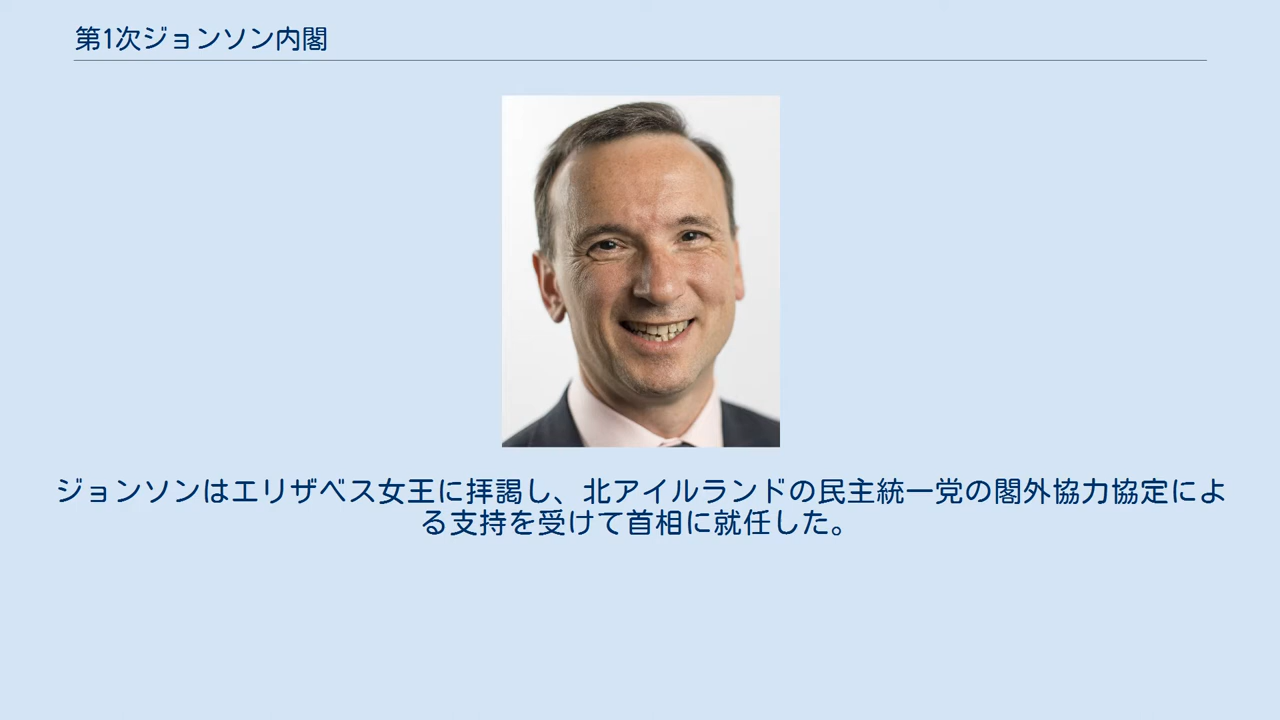 第1次ジョンソン内閣
ジョンソンはエリザベス女王に拝謁し、北アイルランドの民主統一党の閣外協力協定によ
る支持を受けて首相に就任した。